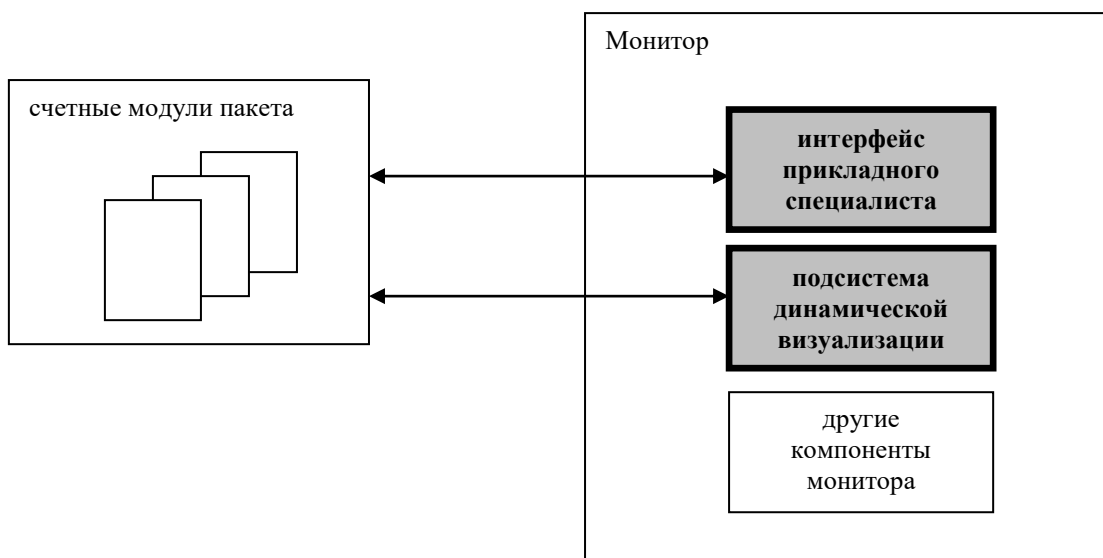 Монитор
счетные модули пакета
интерфейс
прикладного
специалиста
подсистема
динамической
визуализации
другие
компоненты
монитора